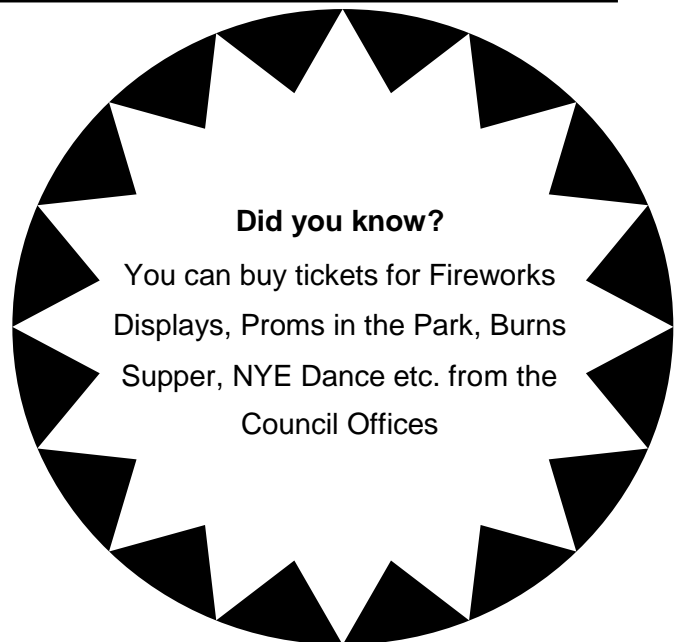 Did you know?
You can buy tickets for Fireworks
Displays, Proms in the Park, Burns
Supper, NYE Dance etc. from the
Council Offices